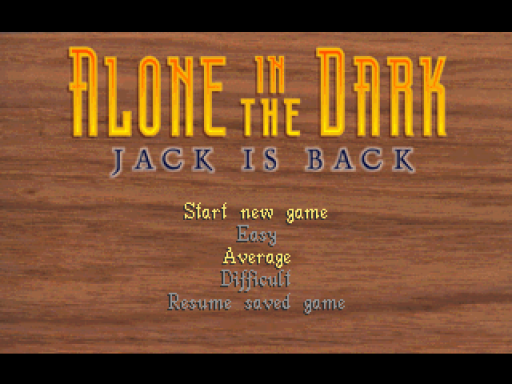 ALONE IN THE DARK
JACK IS BACK
Start new game
Easy
Average
Difficult
Resume saved game